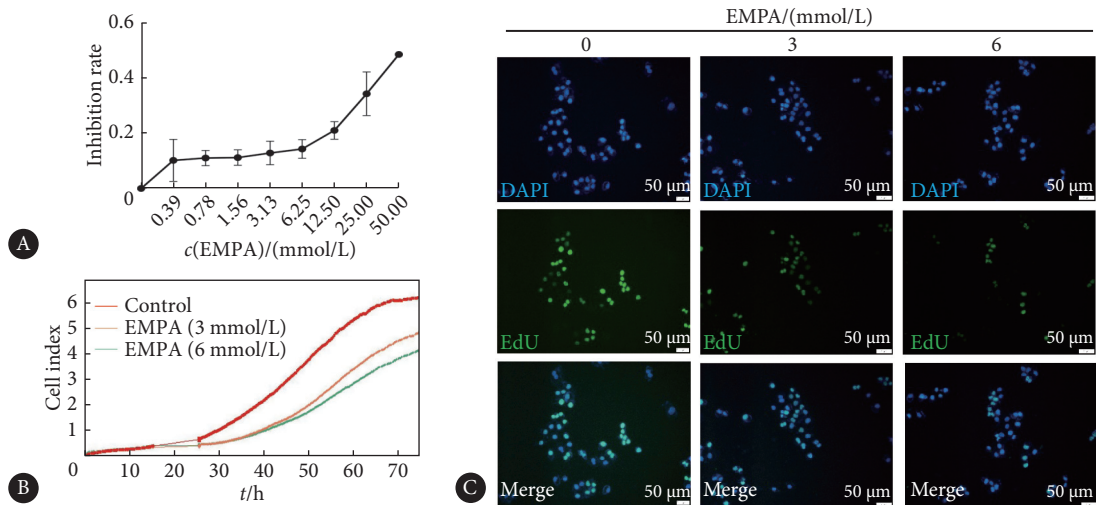 0.6
0.4
0.2
0
Inhibition rate
0.39
0.78
1.56
3.13
6.25
12.50
25.00
50.00
c(EMPA)/(mmol/L)
A
6
5
4
3
2
1
Cell index
Control
EMPA (3 mmol/L)
EMPA (6 mmol/L)
0 10 20 30 40 50 60 70
t/h
B
EMPA/(mmol/L)
0 3 6
DAPI 50 μm DAPI 50 μm DAPI 50 μm
EdU 50 μm EdU 50 μm EdU 50 μm
Merge 50 μm Merge 50 μm Merge 50 μm
C